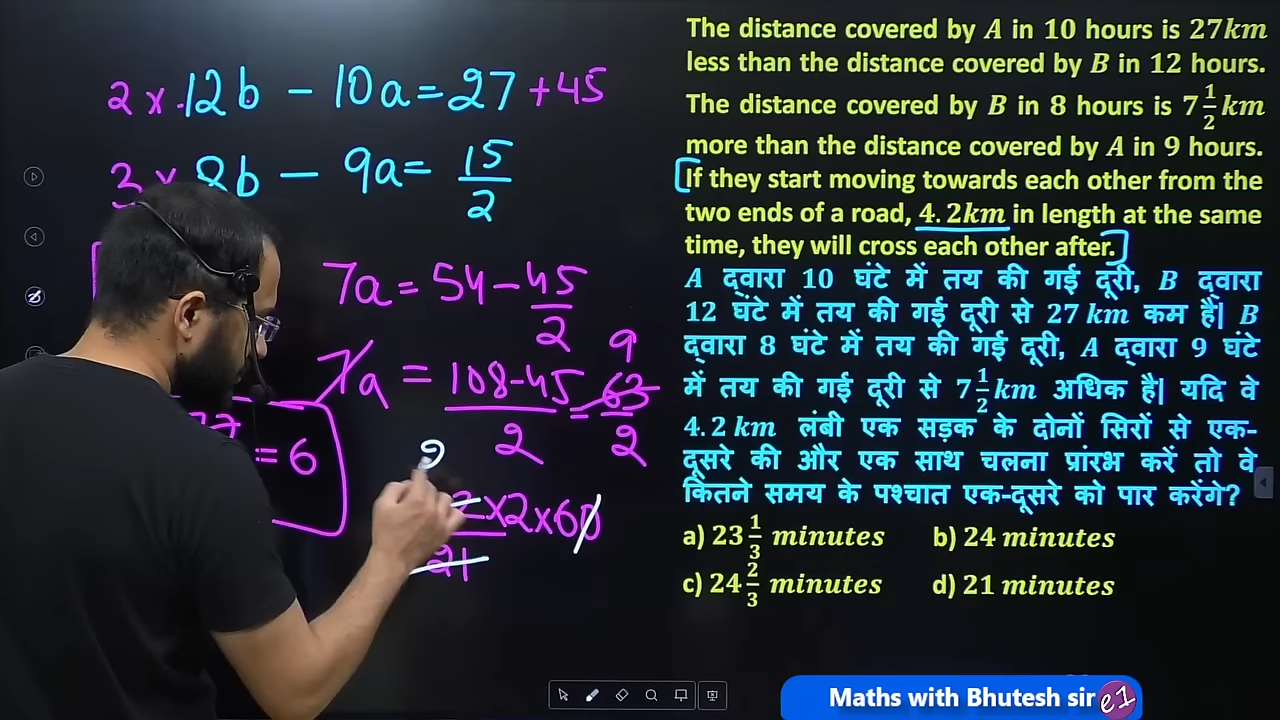 2 × 12b − 10a = 27 + 45
3 × 8b − 9a = 15/2
7a = 54 − 45/2
9
7a = 108-45/2 = 63/2
= 6
2
×2×60
21
The distance covered by A in 10 hours is 27km
less than the distance covered by B in 12 hours.
The distance covered by B in 8 hours is 7 1/2 km
more than the distance covered by A in 9 hours.
[If they start moving towards each other from the
two ends of a road, 4.2km in length at the same
time, they will cross each other after.]
A द्वारा 10 घंटे में तय की गई दूरी, B द्वारा
12 घंटे में तय की गई दूरी से 27 km कम है| B
द्वारा 8 घंटे में तय की गई दूरी, A द्वारा 9 घंटे
में तय की गई दूरी से 7 1/2 km अधिक है| यदि वे
4.2 km लंबी एक सड़क के दोनों सिरों से एक-
दूसरे की और एक साथ चलना प्रांरभ करें तो वे
कितने समय के पश्चात एक-दूसरे को पार करेंगे?
a) 23 1/3 minutes b) 24 minutes
c) 24 2/3 minutes d) 21 minutes
Maths with Bhutesh sir e1